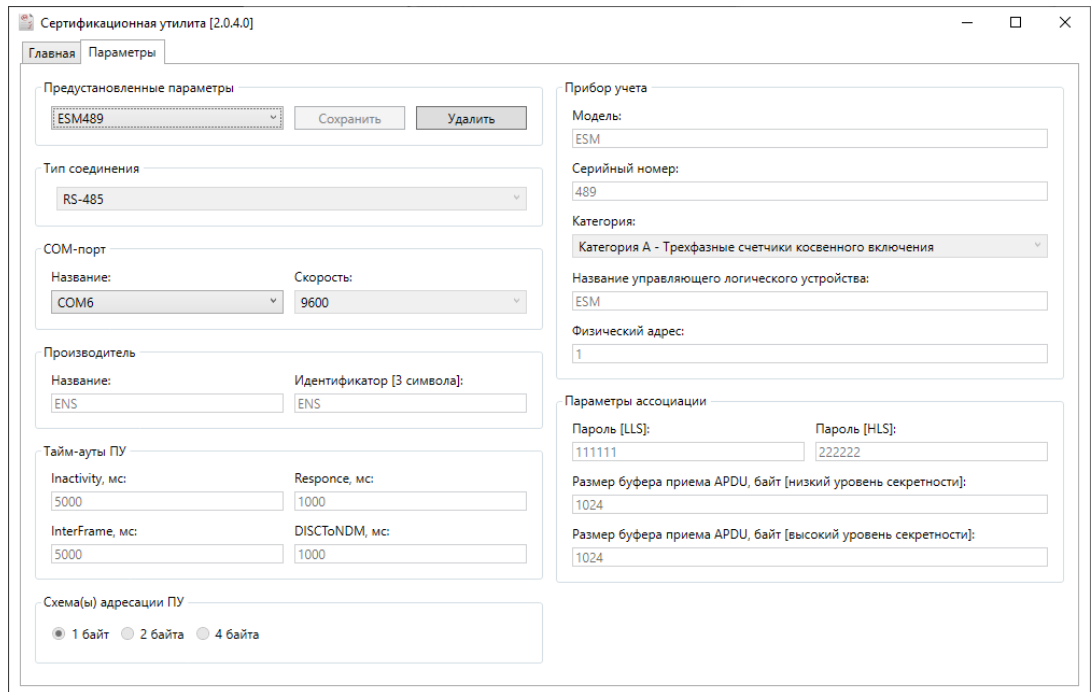 Сертификационная утилита [2.0.4.0]
Главная Параметры
Предустановленные параметры
ESM489 Сохранить Удалить
Тип соединения
RS-485
COM-порт
Название: Скорость:
COM6 9600
Производитель
Название: Идентификатор [3 символа]:
ENS ENS
Тайм-ауты ПУ
Inactivity, мс: Responce, мс:
5000 1000
InterFrame, мс: DISCToNDM, мс:
5000 1000
Схема(ы) адресации ПУ
1 байт 2 байта 4 байта
Прибор учета
Модель:
ESM
Серийный номер:
489
Категория:
Категория A - Трехфазные счетчики косвенного включения
Название управляющего логического устройства:
ESM
Физический адрес:
1
Параметры ассоциации
Пароль [LLS]: Пароль [HLS]:
111111 222222
Размер буфера приема APDU, байт [низкий уровень секретности]:
1024
Размер буфера приема APDU, байт [высокий уровень секретности]:
1024